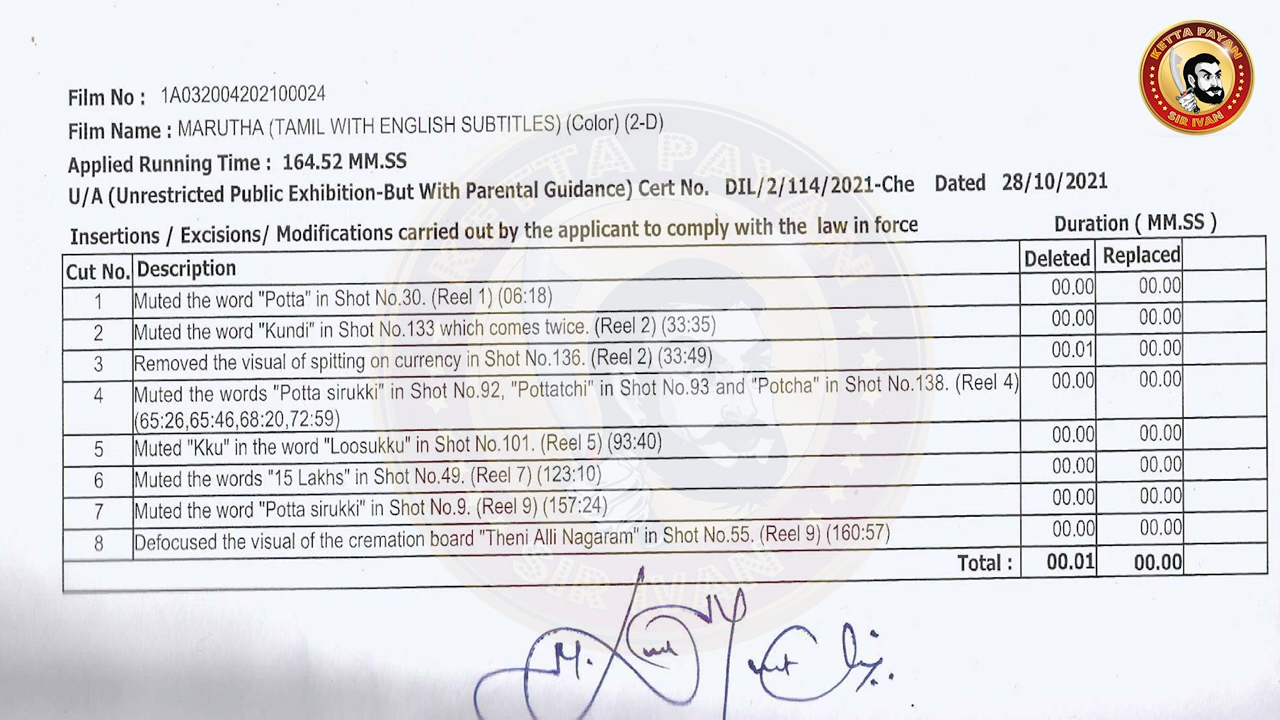 KETTA PAYAN
SIR IVAN
Film No : 1A032004202100024
Film Name : MARUTHA (TAMIL WITH ENGLISH SUBTITLES) (Color) (2-D)
Applied Running Time : 164.52 MM.SS
U/A (Unrestricted Public Exhibition-But With Parental Guidance) Cert No. DIL/2/114/2021-Che Dated 28/10/2021
Insertions / Excisions/ Modifications carried out by the applicant to comply with the law in force Duration ( MM.SS )
Cut No. Description Deleted Replaced
1 Muted the word "Potta" in Shot No.30. (Reel 1) (06:18) 00.00 00.00
2 Muted the word "Kundi" in Shot No.133 which comes twice. (Reel 2) (33:35) 00.00 00.00
3 Removed the visual of spitting on currency in Shot No.136. (Reel 2) (33:49) 00.01 00.00
4 Muted the words "Potta sirukki" in Shot No.92, "Pottatchi" in Shot No.93 and "Potcha" in Shot No.138. (Reel 4) 00.00 00.00
(65:26,65:46,68:20,72:59)
5 Muted "Kku" in the word "Loosukku" in Shot No.101. (Reel 5) (93:40) 00.00 00.00
6 Muted the words "15 Lakhs" in Shot No.49. (Reel 7) (123:10) 00.00 00.00
7 Muted the word "Potta sirukki" in Shot No.9. (Reel 9) (157:24) 00.00 00.00
8 Defocused the visual of the cremation board "Theni Alli Nagaram" in Shot No.55. (Reel 9) (160:57) 00.00 00.00
Total : 00.01 00.00
KETTA PAYAN
SIR IVAN